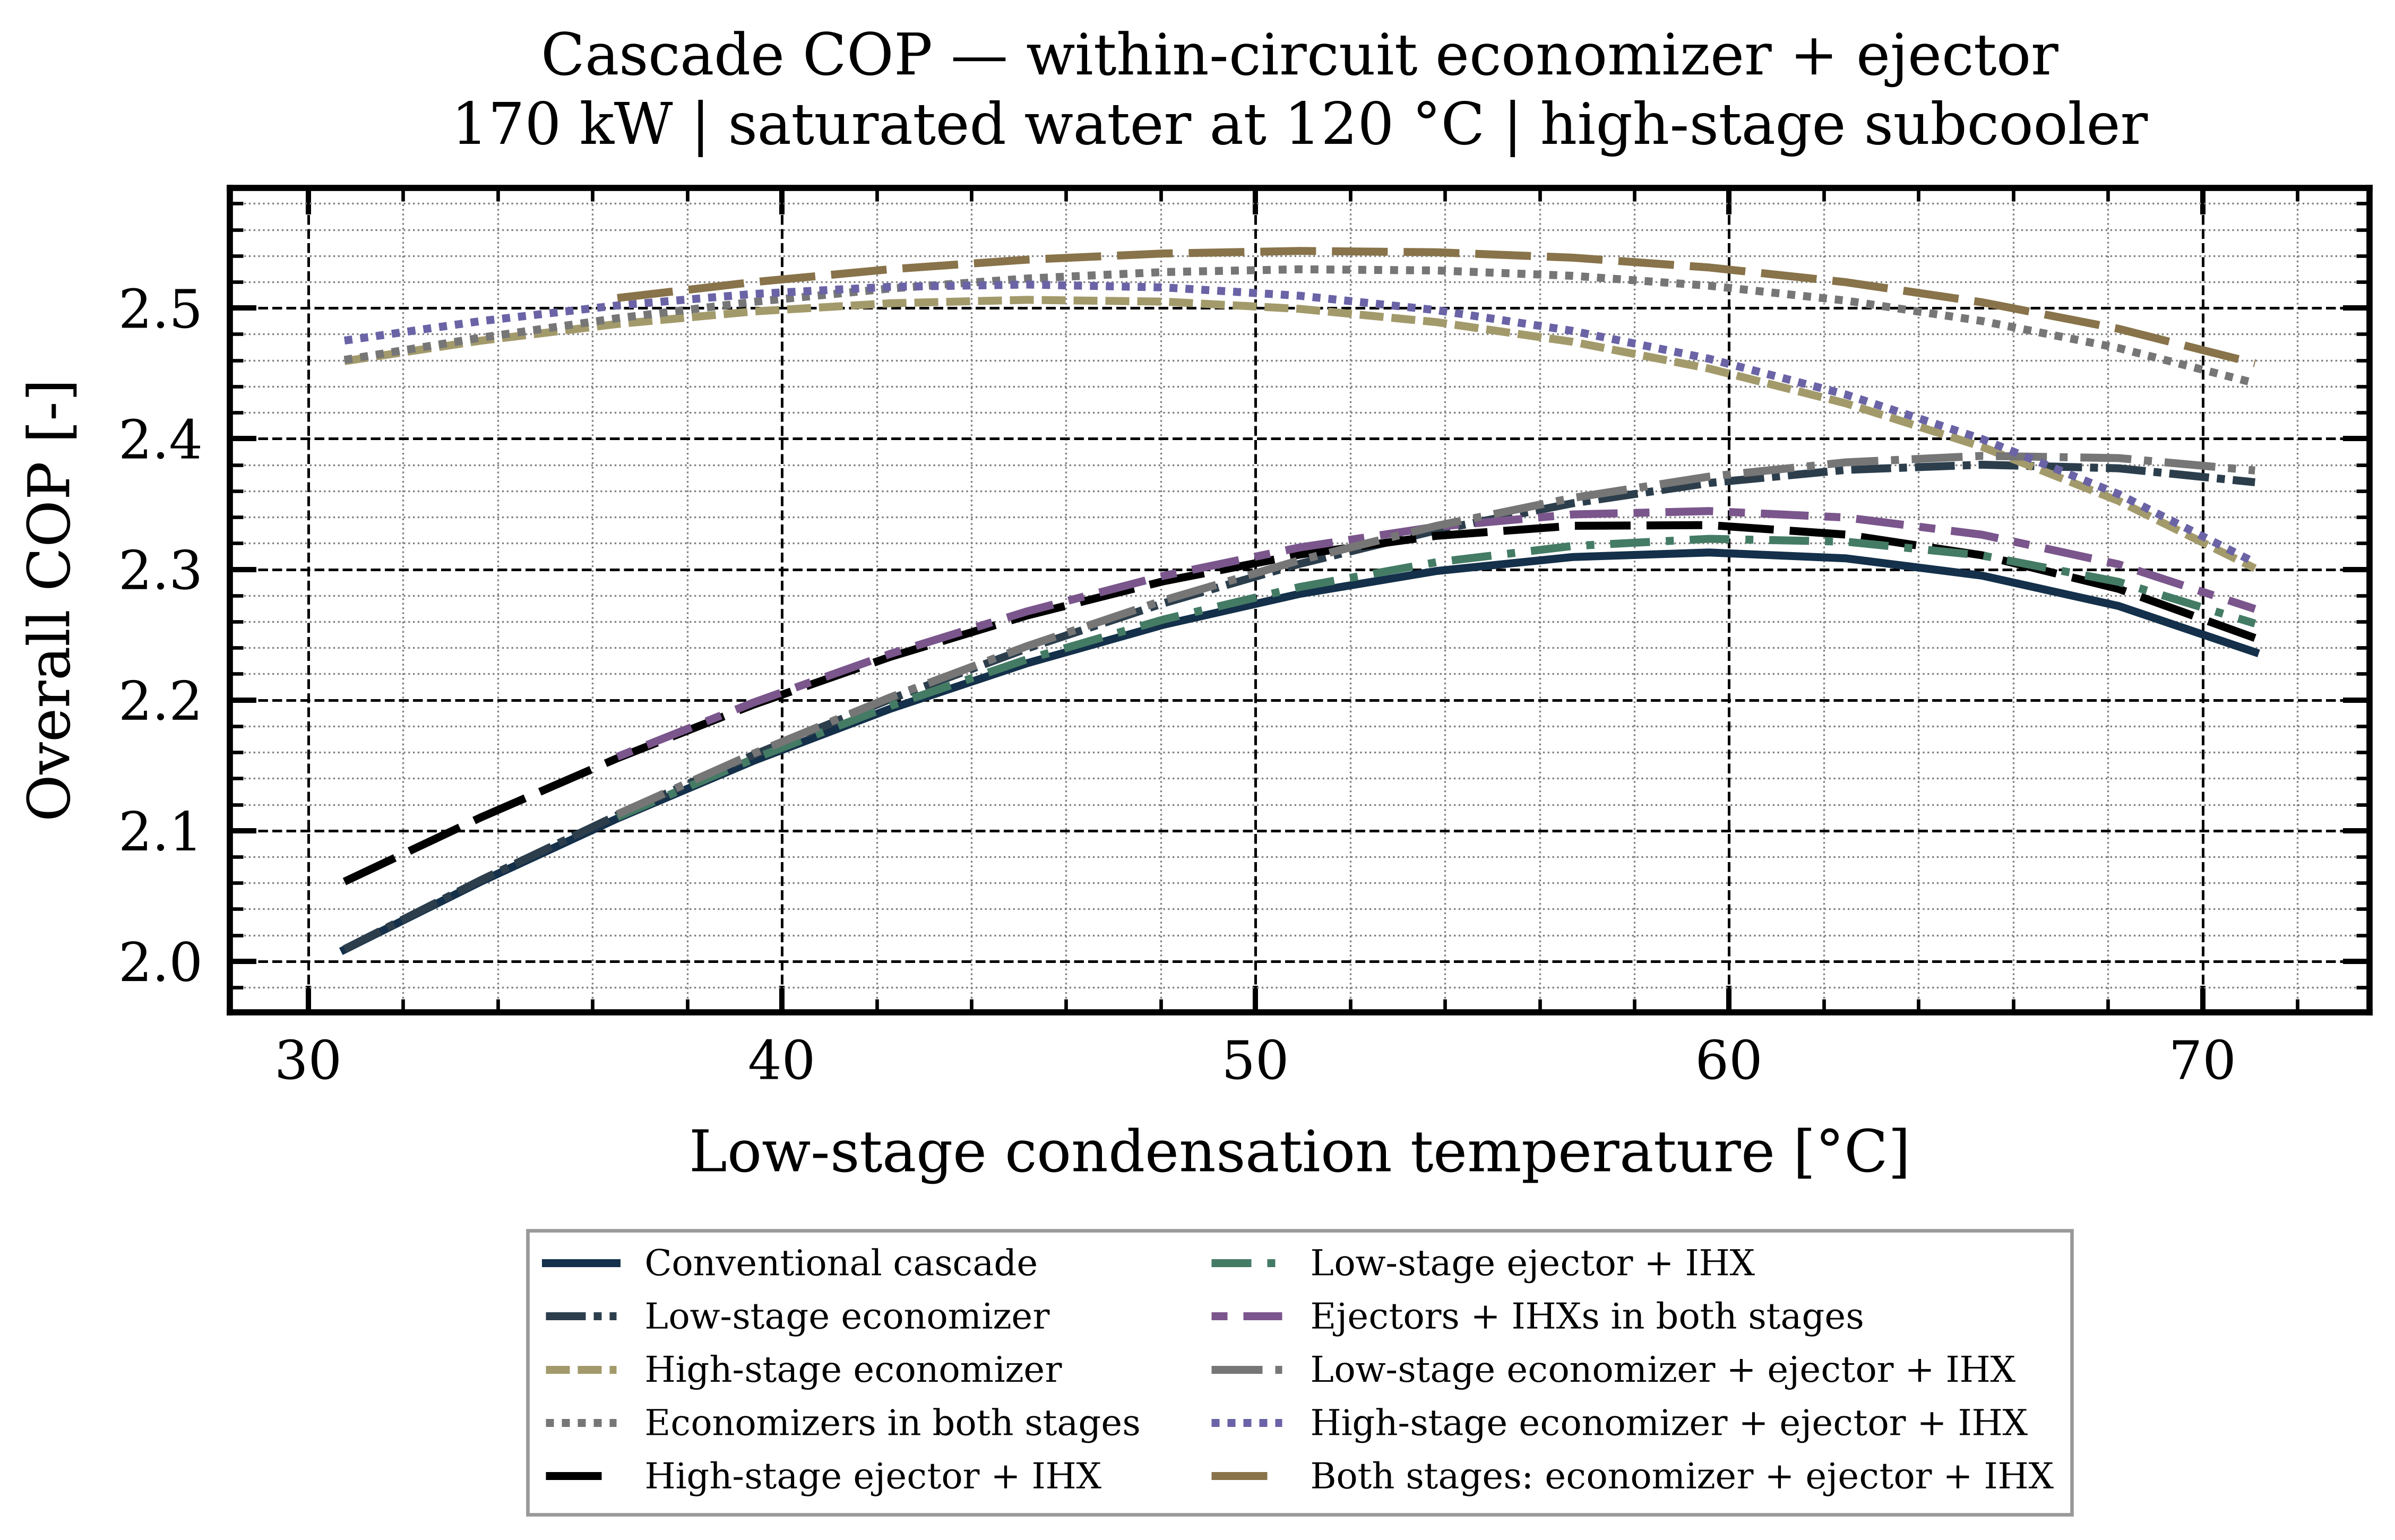 Cascade COP — within-circuit economizer + ejector
170 kW | saturated water at 120 °C | high-stage subcooler
Overall COP [-]
2.5
2.4
2.3
2.2
2.1
2.0
30 40 50 60 70
Low-stage condensation temperature [°C]
Conventional cascade
Low-stage economizer
High-stage economizer
Economizers in both stages
High-stage ejector + IHX
Low-stage ejector + IHX
Ejectors + IHXs in both stages
Low-stage economizer + ejector + IHX
High-stage economizer + ejector + IHX
Both stages: economizer + ejector + IHX